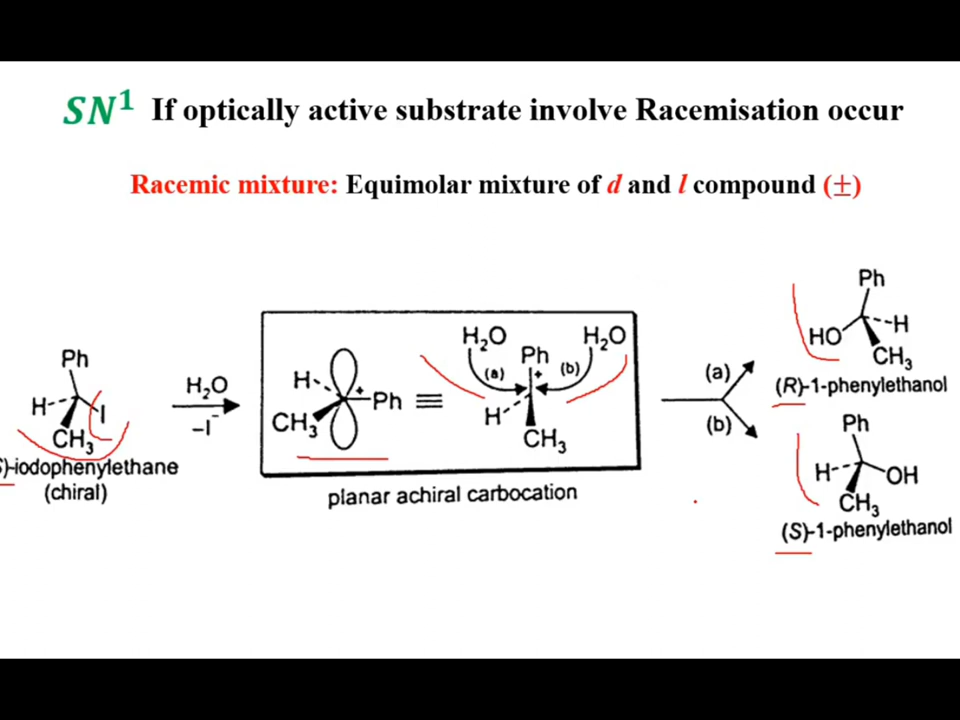 SN¹ If optically active substrate involve Racemisation occur
Racemic mixture: Equimolar mixture of d and l compound (±)
Ph
H
I
CH₃
)-iodophenylethane
(chiral)
H₂O
–I⁻
H
+
Ph
CH₃
≡
H₂O
H₂O
(a)
Ph
(b)
+
H
CH₃
planar achiral carbocation
(a)
(b)
Ph
HO
H
CH₃
(R)-1-phenylethanol
Ph
H
OH
CH₃
(S)-1-phenylethanol